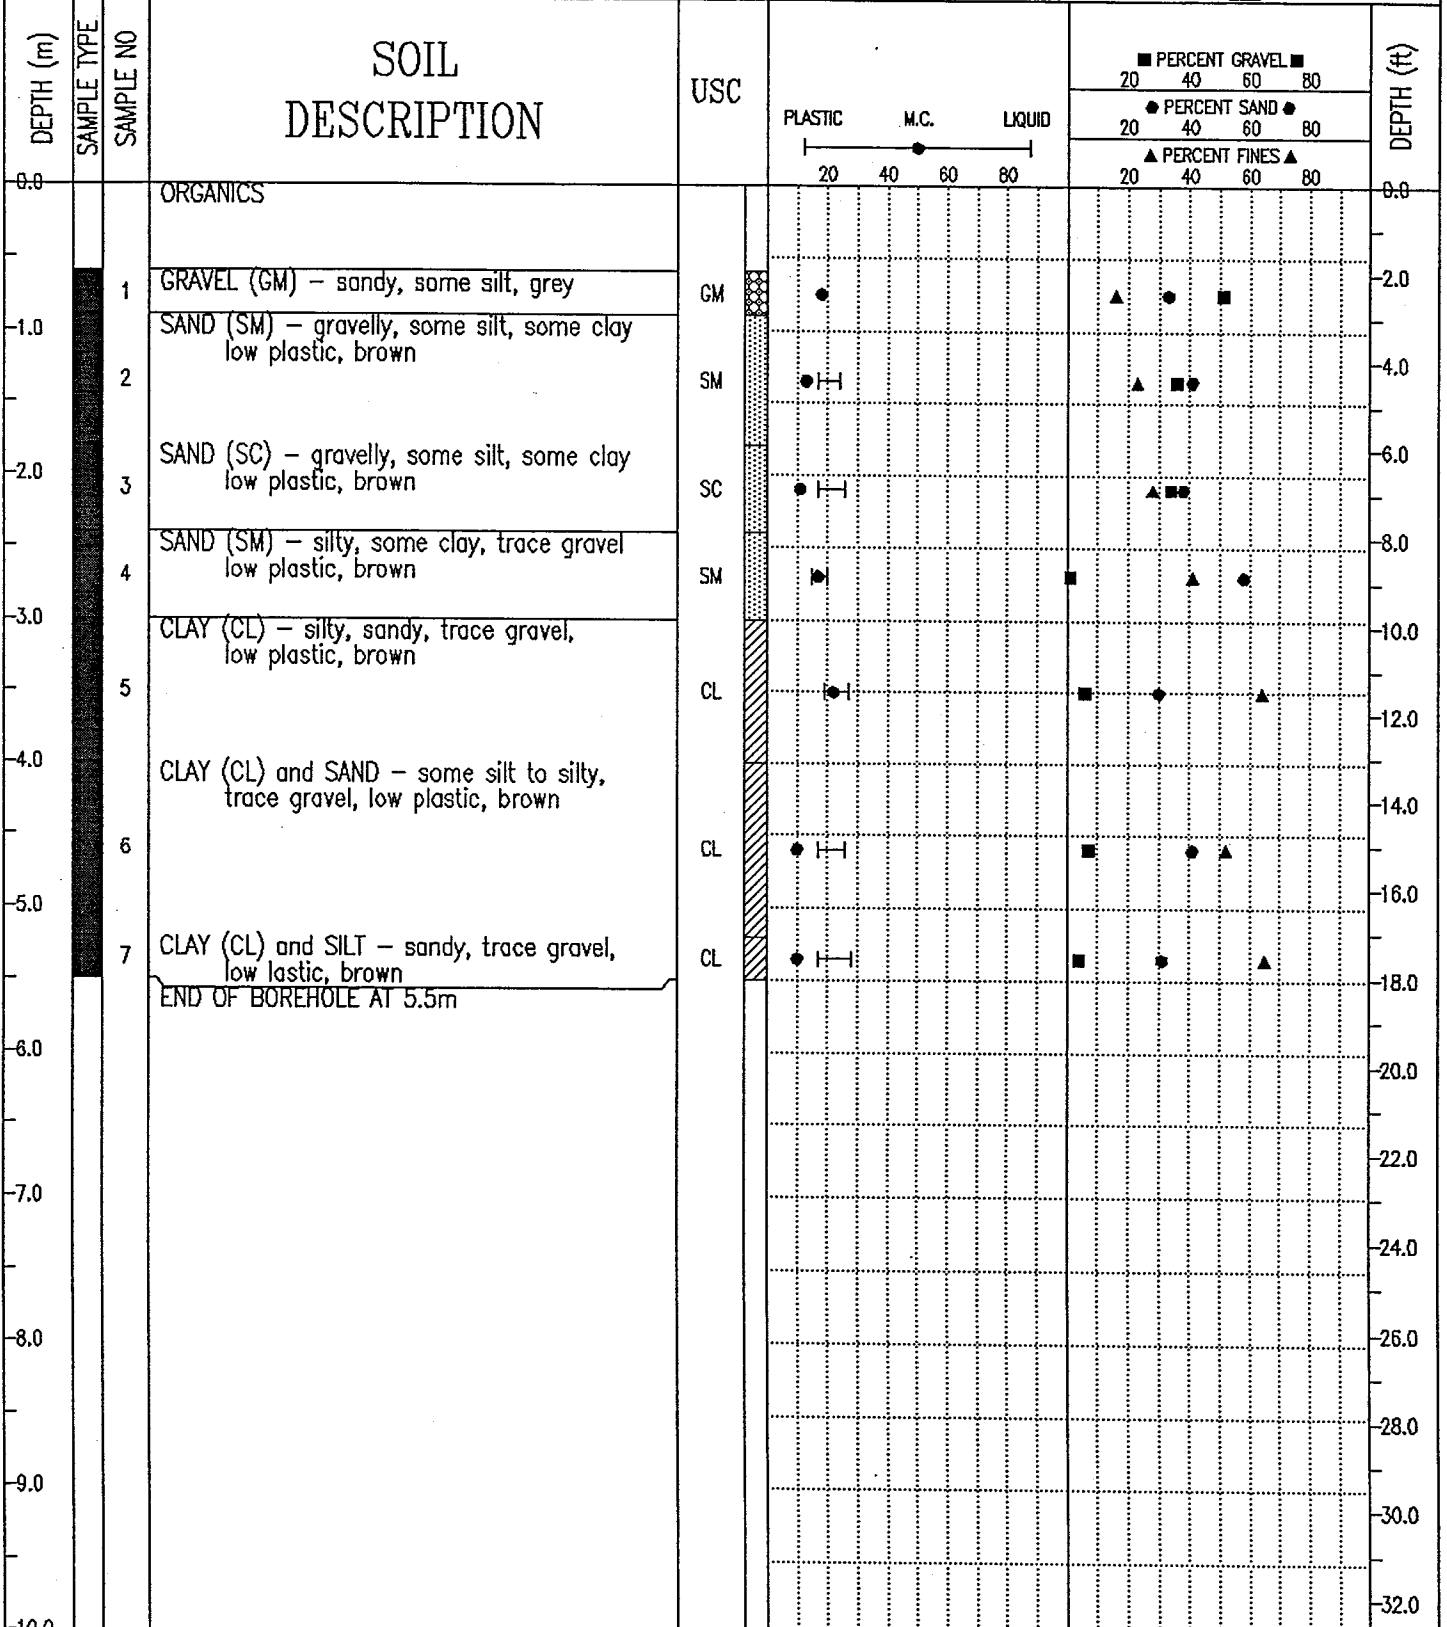 DEPTH (m)
SAMPLE TYPE
SAMPLE NO
SOIL
DESCRIPTION
USC
PLASTIC M.C. LIQUID
20 40 60 80
■ PERCENT GRAVEL ■
20 40 60 80
● PERCENT SAND ●
20 40 60 80
▲ PERCENT FINES ▲
20 40 60 80
DEPTH (ft)
0.0
ORGANICS
0.0
1
GRAVEL (GM) – sandy, some silt, grey
GM
2.0
1.0
SAND (SM) – gravelly, some silt, some clay
low plastic, brown
2
SM
4.0
2.0
SAND (SC) – gravelly, some silt, some clay
low plastic, brown
3
SC
6.0
SAND (SM) – silty, some clay, trace gravel
low plastic, brown
4
SM
8.0
3.0
CLAY (CL) – silty, sandy, trace gravel,
low plastic, brown
10.0
5
CL
12.0
4.0
CLAY (CL) and SAND – some silt to silty,
trace gravel, low plastic, brown
14.0
6
CL
16.0
5.0
7
CLAY (CL) and SILT – sandy, trace gravel,
low lastic, brown
CL
18.0
END OF BOREHOLE AT 5.5m
6.0
20.0
22.0
7.0
24.0
8.0
26.0
28.0
9.0
30.0
32.0
10.0